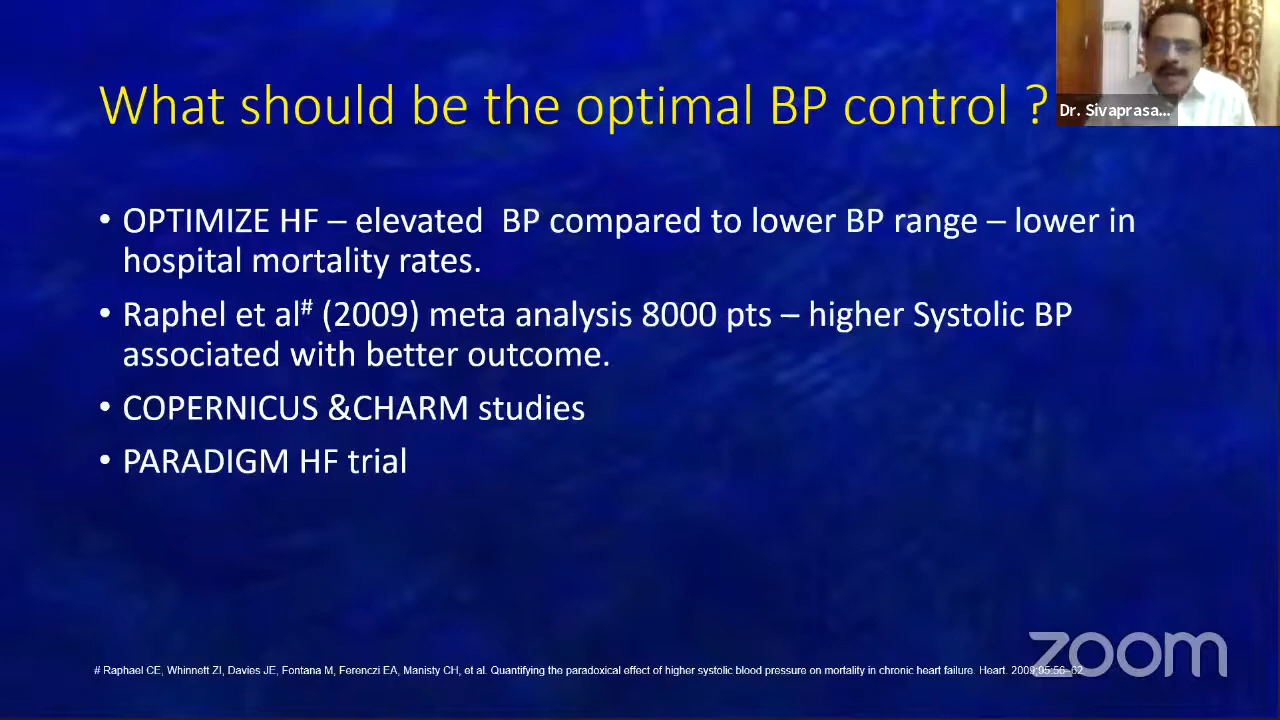 What should be the optimal BP control ?
Dr. Sivaprasa...
• OPTIMIZE HF – elevated BP compared to lower BP range – lower in
hospital mortality rates.
• Raphel et al# (2009) meta analysis 8000 pts – higher Systolic BP
associated with better outcome.
• COPERNICUS &CHARM studies
• PARADIGM HF trial
# Raphael CE, Whinnett ZI, Davies JE, Fontana M, Ferenczi EA, Manisty CH, et al. Quantifying the paradoxical effect of higher systolic blood pressure on mortality in chronic heart failure. Heart. 2009;95:56–62
zoom